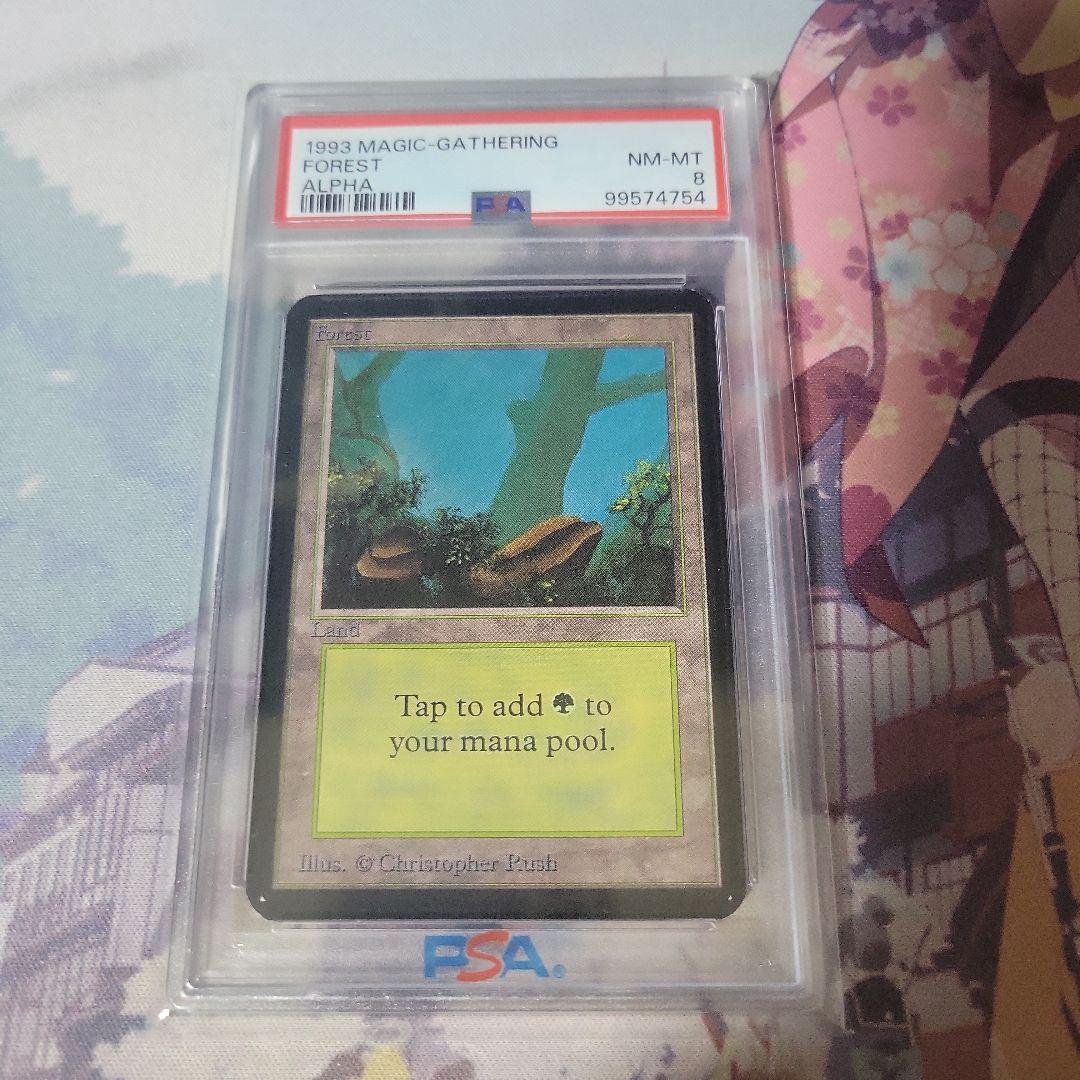 1993 MAGIC-GATHERING
FOREST
NM-MT
ALPHA
8
PSA
99574754
Forest
Land
Tap to add to
your mana pool.
Illus. © Christopher Rush
PSA®